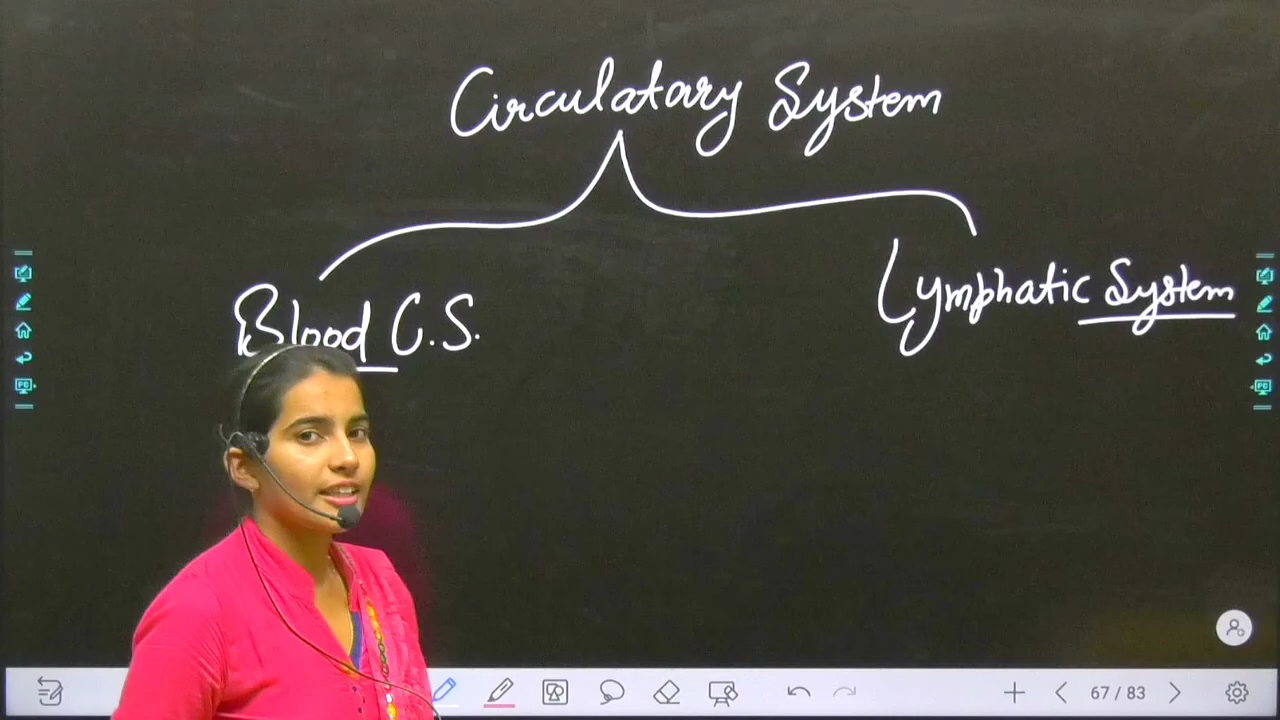 Circulatary System
Blood C.S.
Lymphatic System
67 / 83